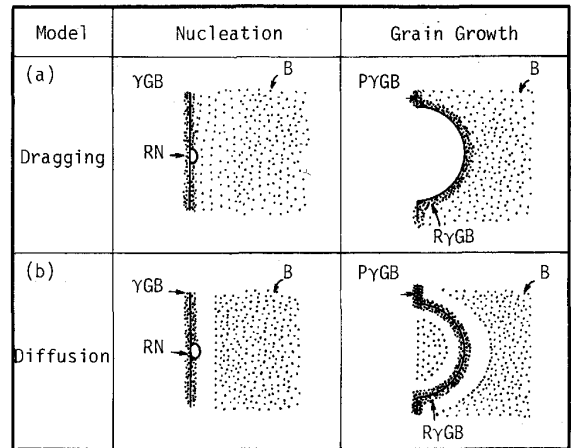 Model Nucleation Grain Growth
(a)
Dragging
γGB
B
RN
PγGB
B
RγGB
(b)
Diffusion
γGB
B
RN
PγGB
B
RγGB